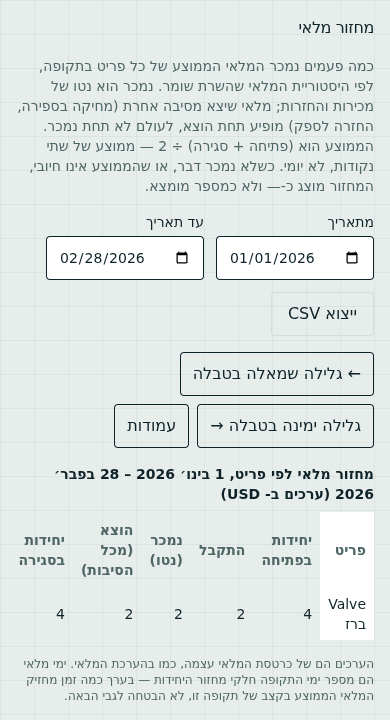 מחזור מלאי
כמה פעמים נמכר המלאי הממוצע של כל פריט בתקופה,
לפי היסטוריית המלאי שהשרת שומר. נמכר הוא נטו של
מכירות והחזרות; מלאי שיצא מסיבה אחרת (מחיקה בספירה,
החזרה לספק) מופיע תחת הוצא, לעולם לא תחת נמכר.
הממוצע הוא (פתיחה + סגירה) ÷ 2 — ממוצע של שתי
נקודות, לא יומי. כשלא נמכר דבר, או שהממוצע אינו חיובי,
המחזור מוצג כ-— ולא כמספר מומצא.
מתאריך עד תאריך
01/01/2026 02/28/2026
ייצוא CSV
← גלילה שמאלה בטבלה
גלילה ימינה בטבלה → עמודות
מחזור מלאי לפי פריט, 1 בינו׳ 2026 – 28 בפבר׳
2026 (ערכים ב- USD)
פריט יחידות בפתיחה התקבל נמכר (נטו) הוצא (מכל הסיבות) יחידות בסגירה
Valve ברז 4 2 2 2 4
הערכים הם של כרטסת המלאי עצמה, כמו בהערכת המלאי. ימי מלאי
הם מספר ימי התקופה חלקי מחזור היחידות — בערך כמה זמן מחזיק
המלאי הממוצע בקצב של תקופה זו, לא הבטחה לגבי הבאה.